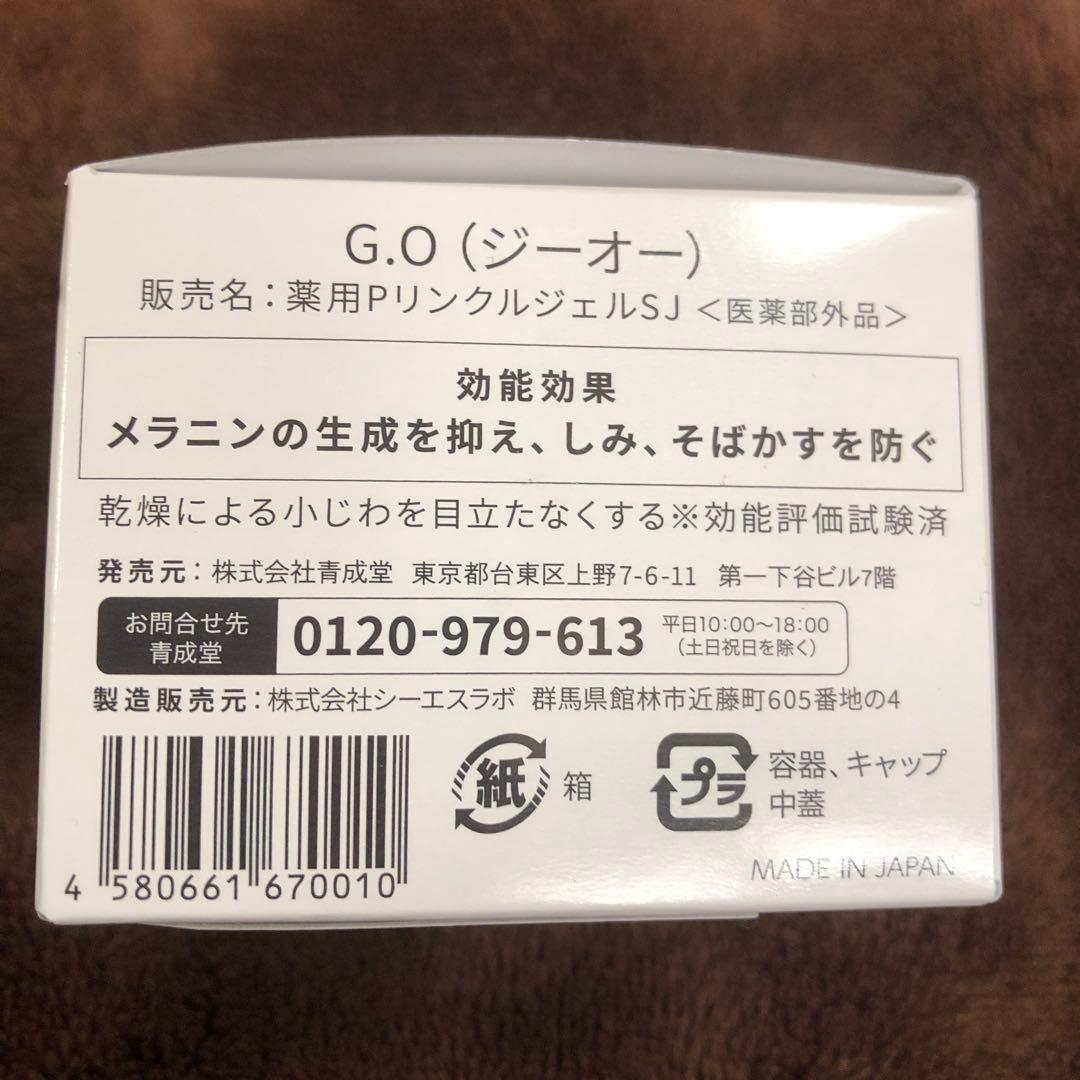 G.O（ジーオー）
販売名：薬用PリンクルジェルSJ ＜医薬部外品＞
効能効果
メラニンの生成を抑え、しみ、そばかすを防ぐ
乾燥による小じわを目立たなくする※効能評価試験済
発売元：株式会社青成堂 東京都台東区上野7-6-11 第一下谷ビル7階
お問合せ先
青成堂
0120-979-613
平日10:00～18:00
（土日祝日を除く）
製造販売元：株式会社シーエスラボ 群馬県館林市近藤町605番地の4
紙
箱
プラ
容器、キャップ
中蓋
MADE IN JAPAN
4 580661 670010